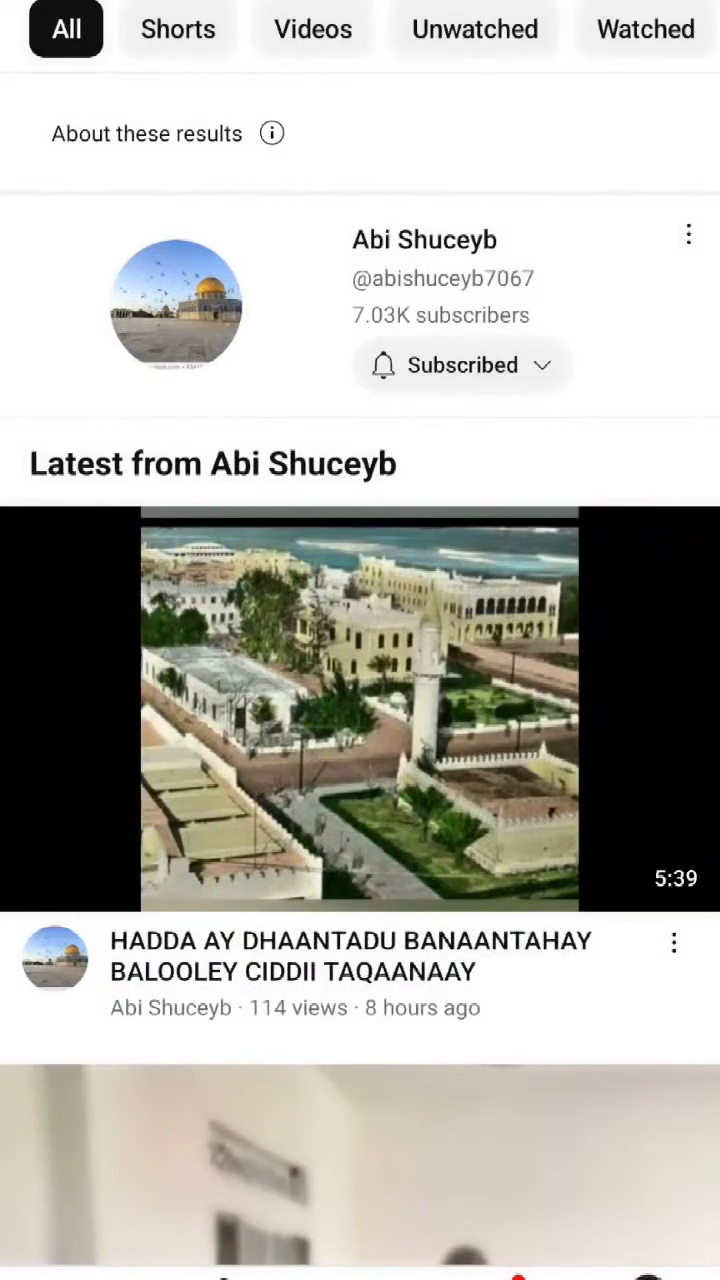 All Shorts Videos Unwatched Watched
About these results
Abi Shuceyb
@abishuceyb7067
7.03K subscribers
Subscribed
Latest from Abi Shuceyb
5:39
HADDA AY DHAANTADU BANAANTAHAY
BALOOLEY CIDDII TAQAANAAY
Abi Shuceyb · 114 views · 8 hours ago